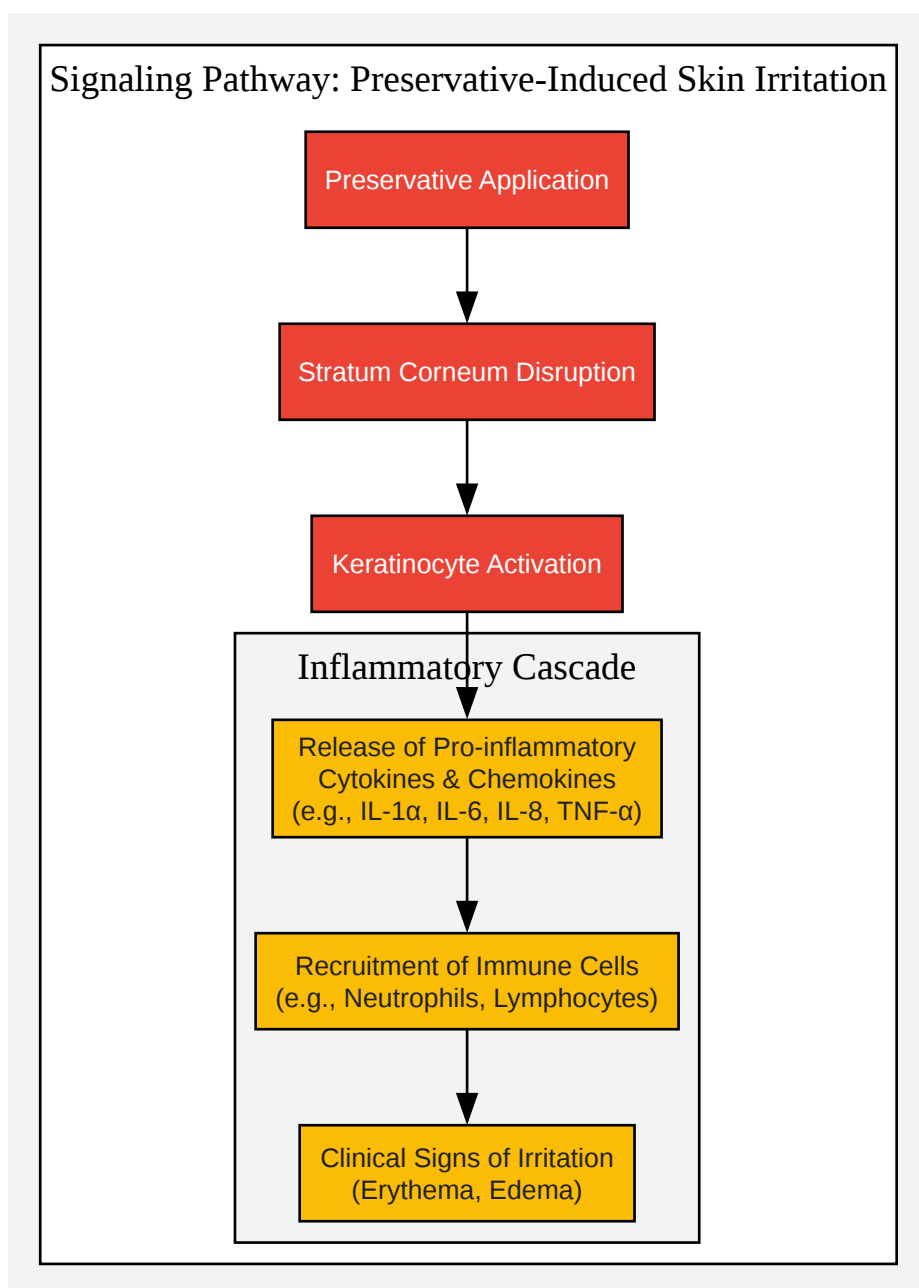 Signaling Pathway: Preservative-Induced Skin Irritation
Preservative Application
Stratum Corneum Disruption
Keratinocyte Activation
Inflammatory Cascade
Release of Pro-inflammatory
Cytokines & Chemokines
(e.g., IL-1α, IL-6, IL-8, TNF-α)
Recruitment of Immune Cells
(e.g., Neutrophils, Lymphocytes)
Clinical Signs of Irritation
(Erythema, Edema)